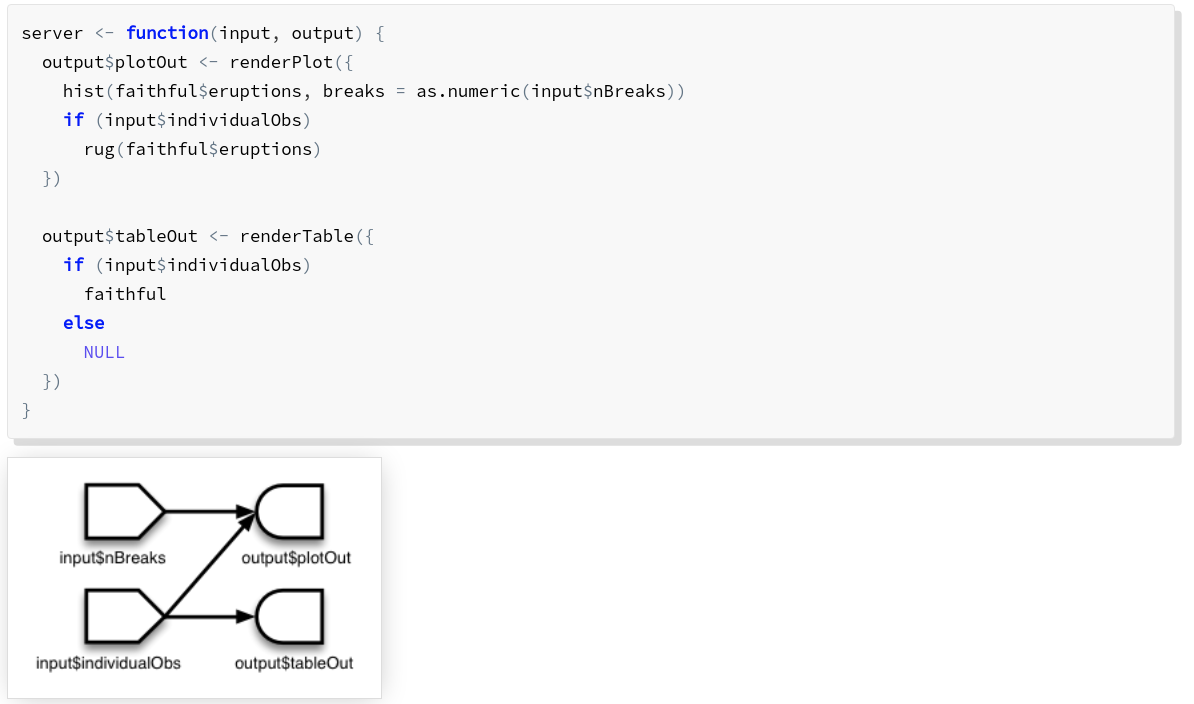 server <- function(input, output) {
  output$plotOut <- renderPlot({
    hist(faithful$eruptions, breaks = as.numeric(input$nBreaks))
    if (input$individualObs)
      rug(faithful$eruptions)
  })

  output$tableOut <- renderTable({
    if (input$individualObs)
      faithful
    else
      NULL
  })
}
input$nBreaks output$plotOut
input$individualObs output$tableOut